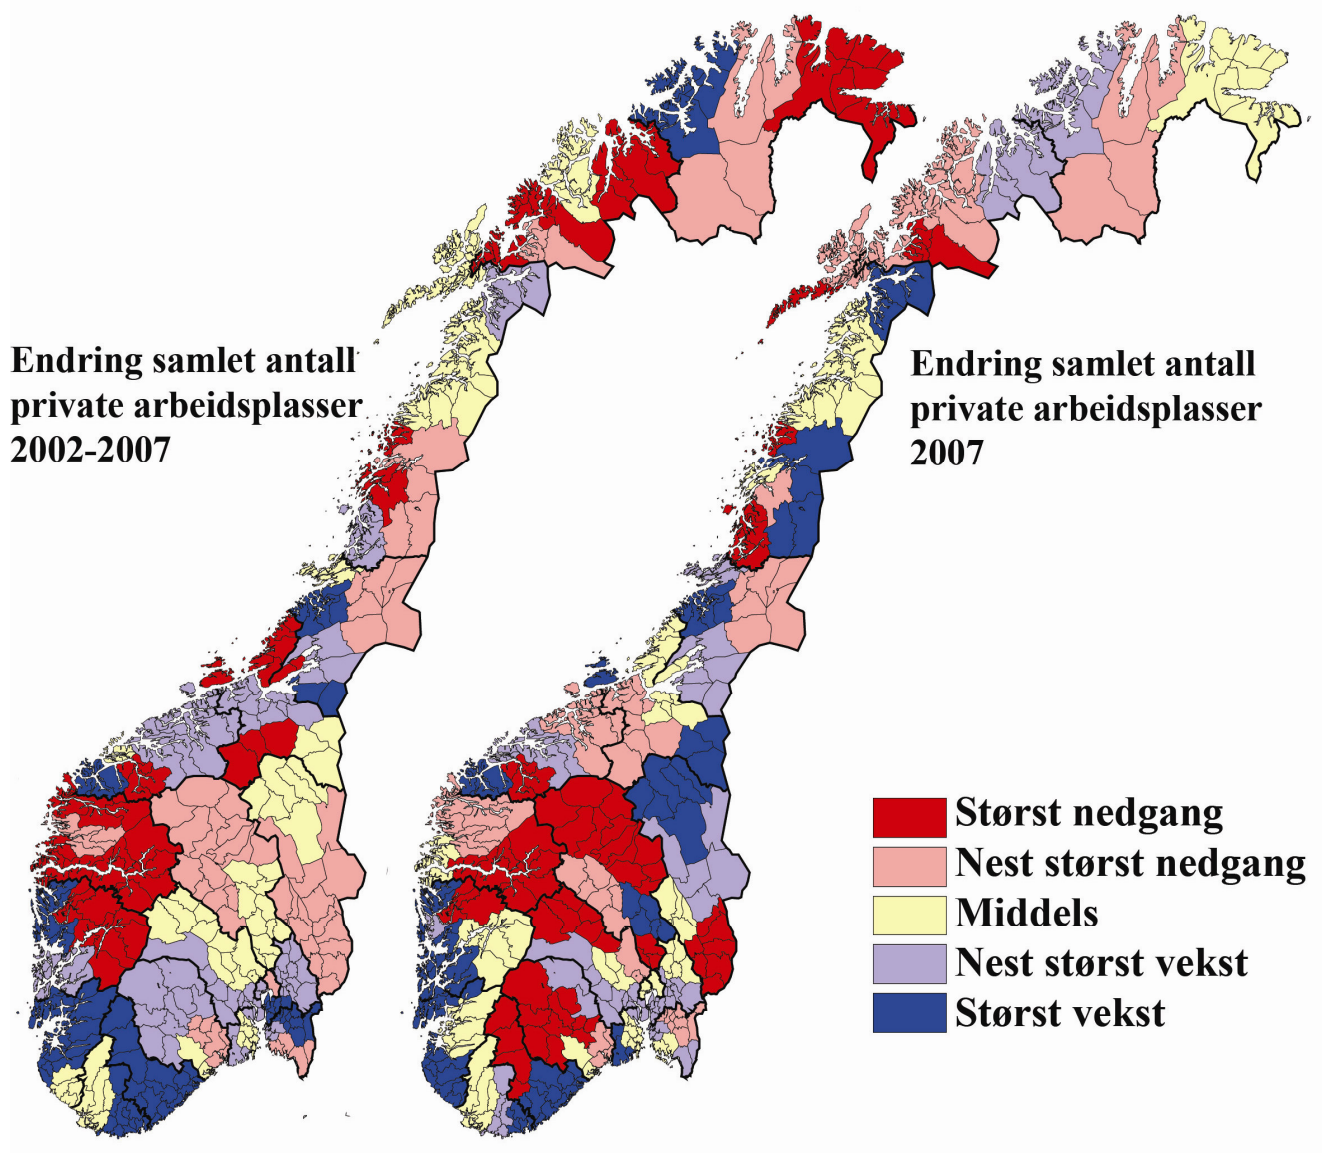 Endring samlet antall
private arbeidsplasser
2002-2007
Endring samlet antall
private arbeidsplasser
2007
Størst nedgang
Nest størst nedgang
Middels
Nest størst vekst
Størst vekst